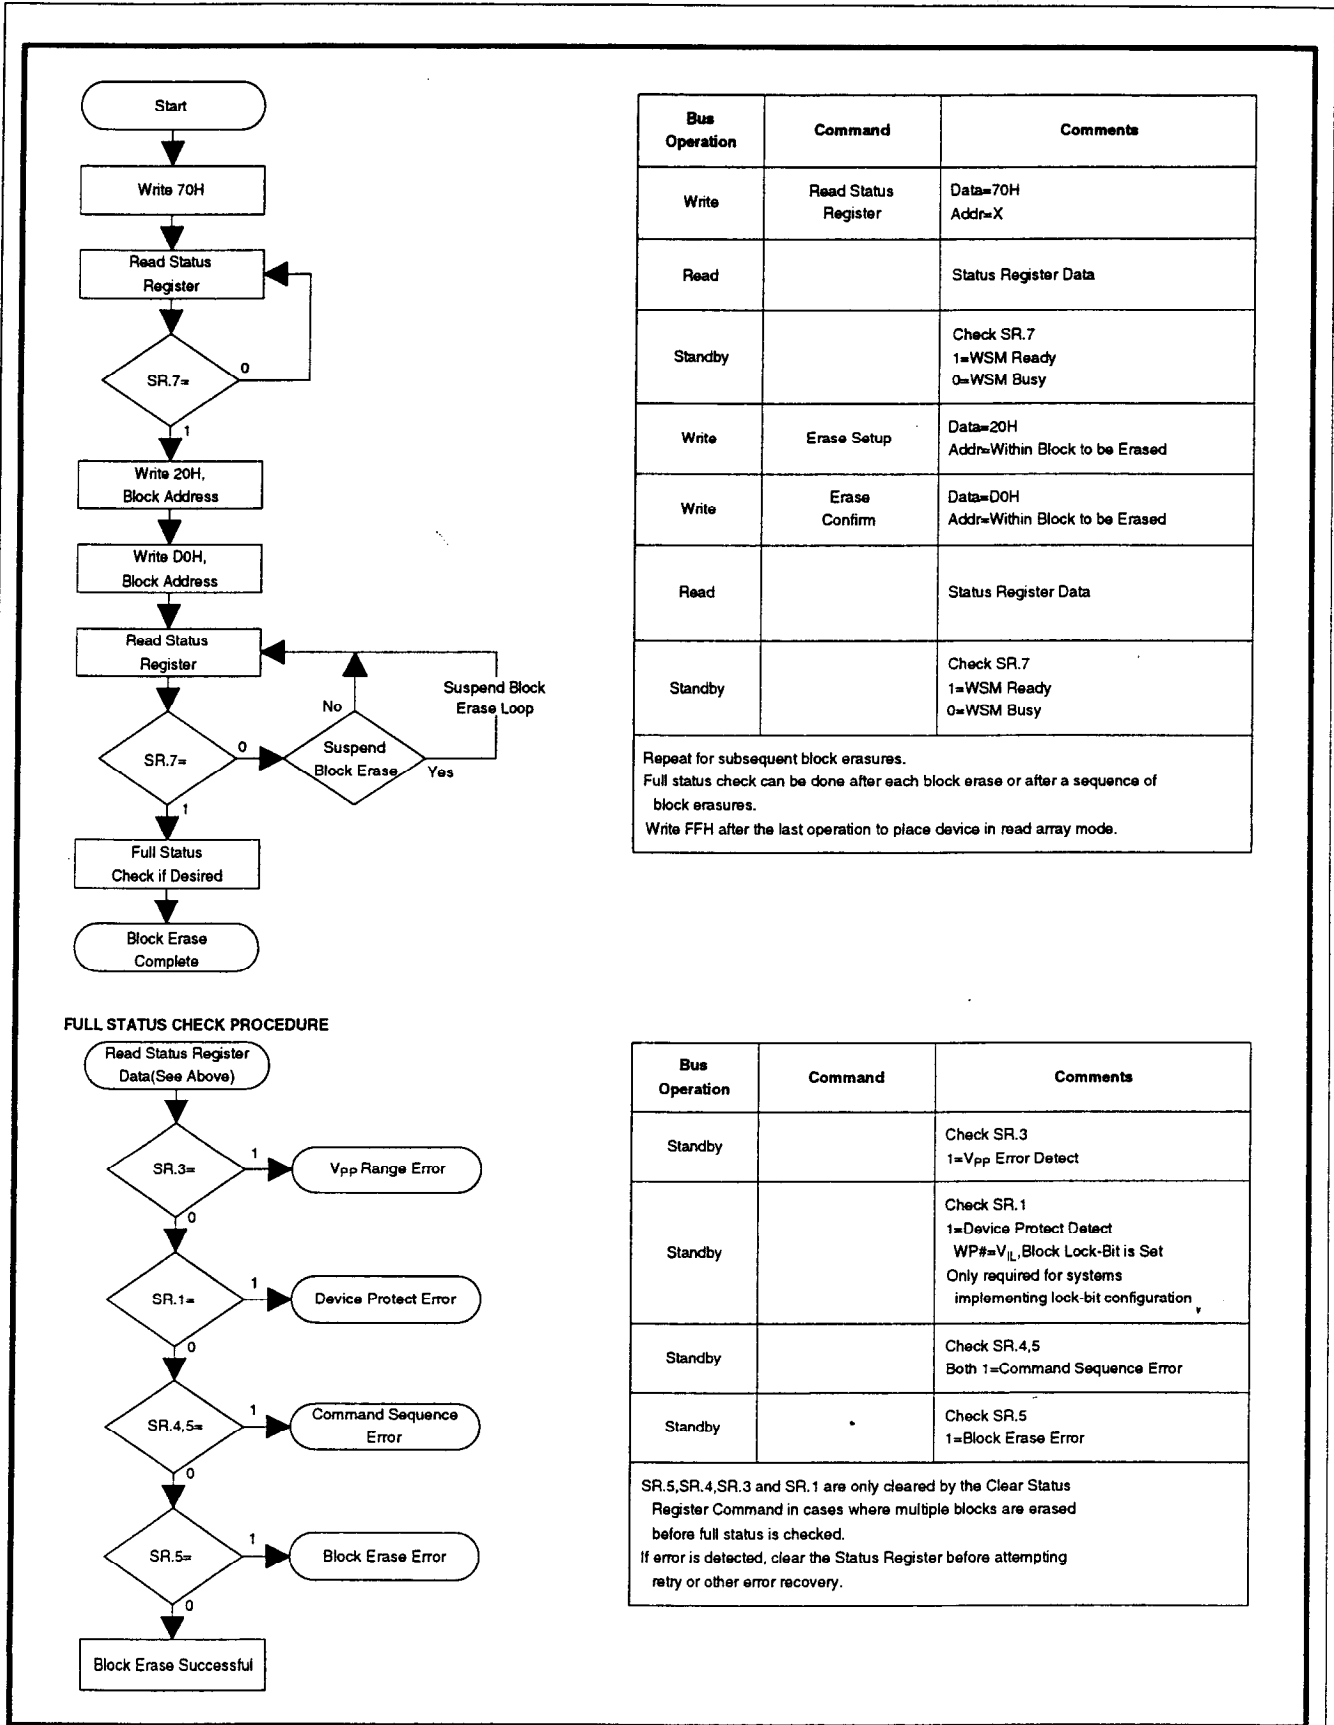 Start
Write 70H
Read Status
Register
SR.7=
0
1
Write 20H,
Block Address
Write D0H,
Block Address
Read Status
Register
SR.7=
0
1
Suspend
Block Erase
No
Yes
Suspend Block
Erase Loop
Full Status
Check if Desired
Block Erase
Complete
Bus
Operation
Command
Comments
Write
Read Status
Register
Data=70H
Addr=X
Read
Status Register Data
Standby
Check SR.7
1=WSM Ready
0=WSM Busy
Write
Erase Setup
Data=20H
Addr=Within Block to be Erased
Write
Erase
Confirm
Data=D0H
Addr=Within Block to be Erased
Read
Status Register Data
Standby
Check SR.7
1=WSM Ready
0=WSM Busy
Repeat for subsequent block erasures.
Full status check can be done after each block erase or after a sequence of
block erasures.
Write FFH after the last operation to place device in read array mode.
FULL STATUS CHECK PROCEDURE
Read Status Register
Data(See Above)
SR.3=
1
VPP Range Error
0
SR.1=
1
Device Protect Error
0
SR.4,5=
1
Command Sequence
Error
0
SR.5=
1
Block Erase Error
0
Block Erase Successful
Bus
Operation
Command
Comments
Standby
Check SR.3
1=VPP Error Detect
Standby
Check SR.1
1=Device Protect Detect
WP#=VIL,Block Lock-Bit is Set
Only required for systems
implementing lock-bit configuration
Standby
Check SR.4,5
Both 1=Command Sequence Error
Standby
Check SR.5
1=Block Erase Error
SR.5,SR.4,SR.3 and SR.1 are only cleared by the Clear Status
Register Command in cases where multiple blocks are erased
before full status is checked.
If error is detected, clear the Status Register before attempting
retry or other error recovery.